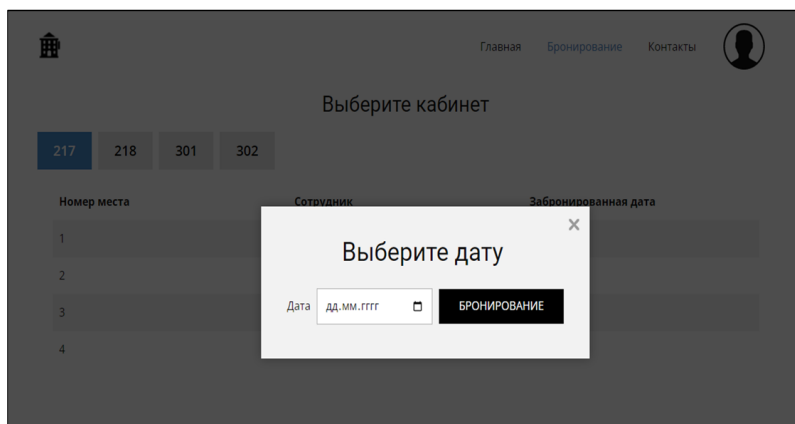 Главная Бронирование Контакты
Выберите кабинет
217 218 301 302
Номер места Сотрудник Забронированная дата
×
1
Выберите дату
2
Дата дд.мм.гггг БРОНИРОВАНИЕ
3
4